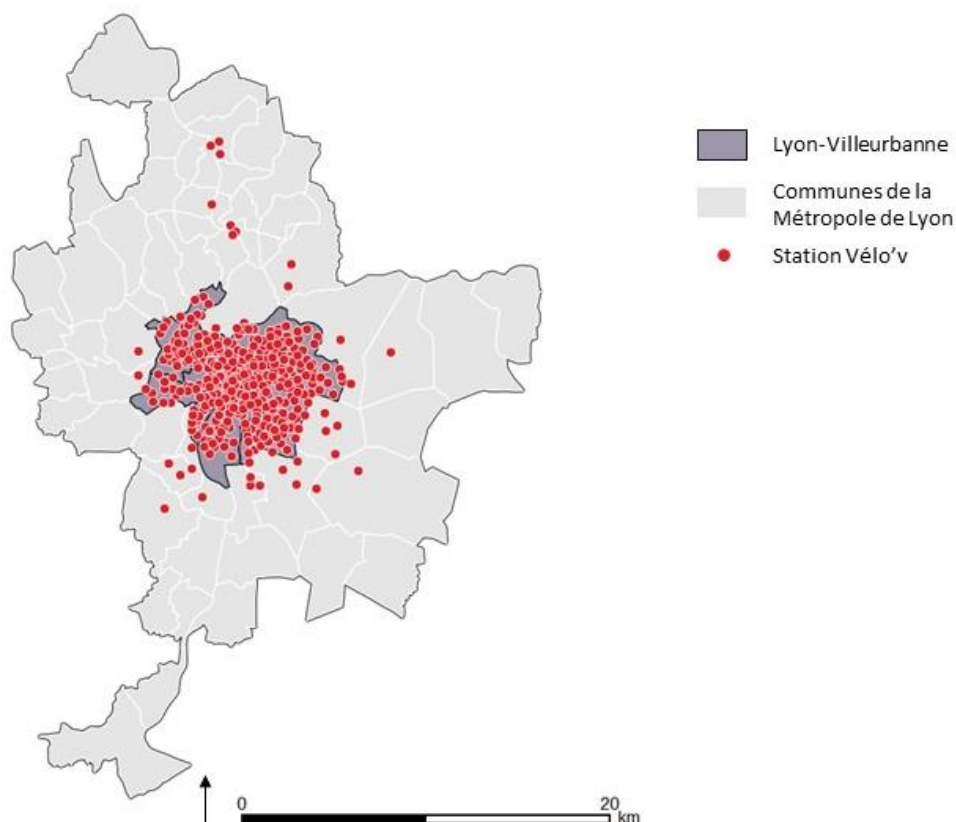 Lyon-Villeurbanne
Communes de la
Métropole de Lyon
Station Vélo’v
0 20
km